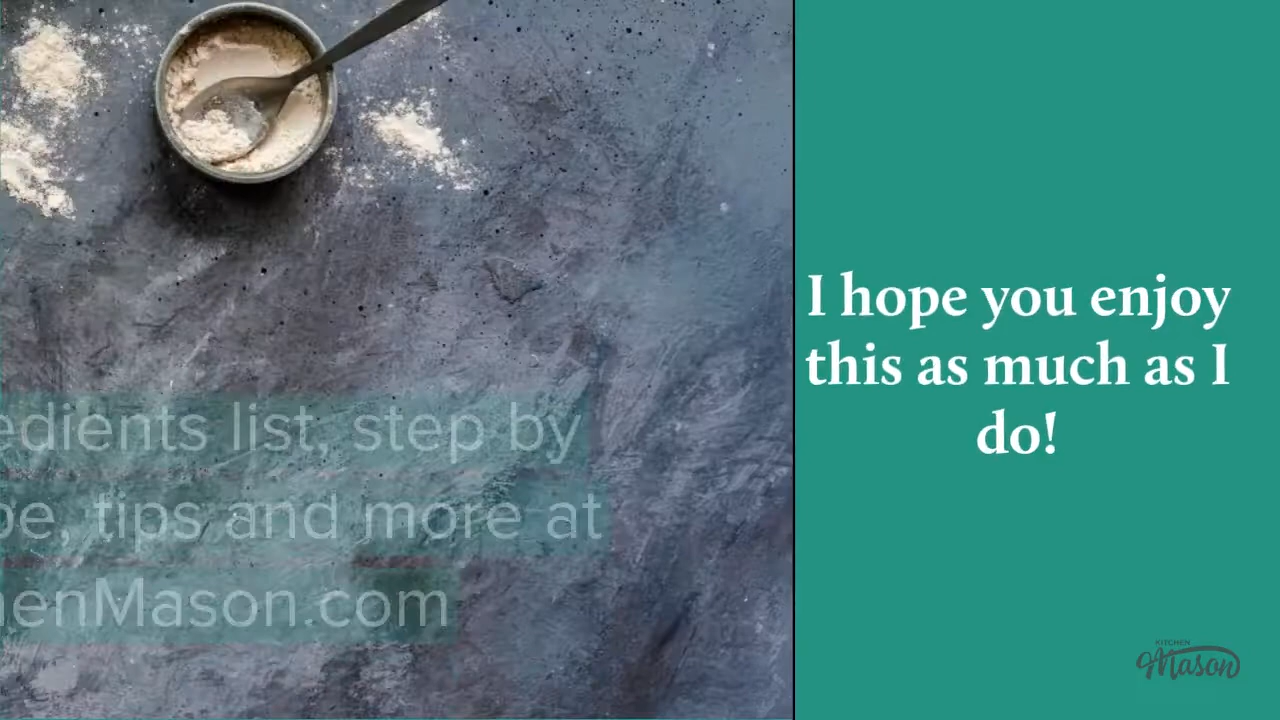 edients list, step by
pe, tips and more at
henMason.com
I hope you enjoy
this as much as I
do!
KITCHEN
Mason